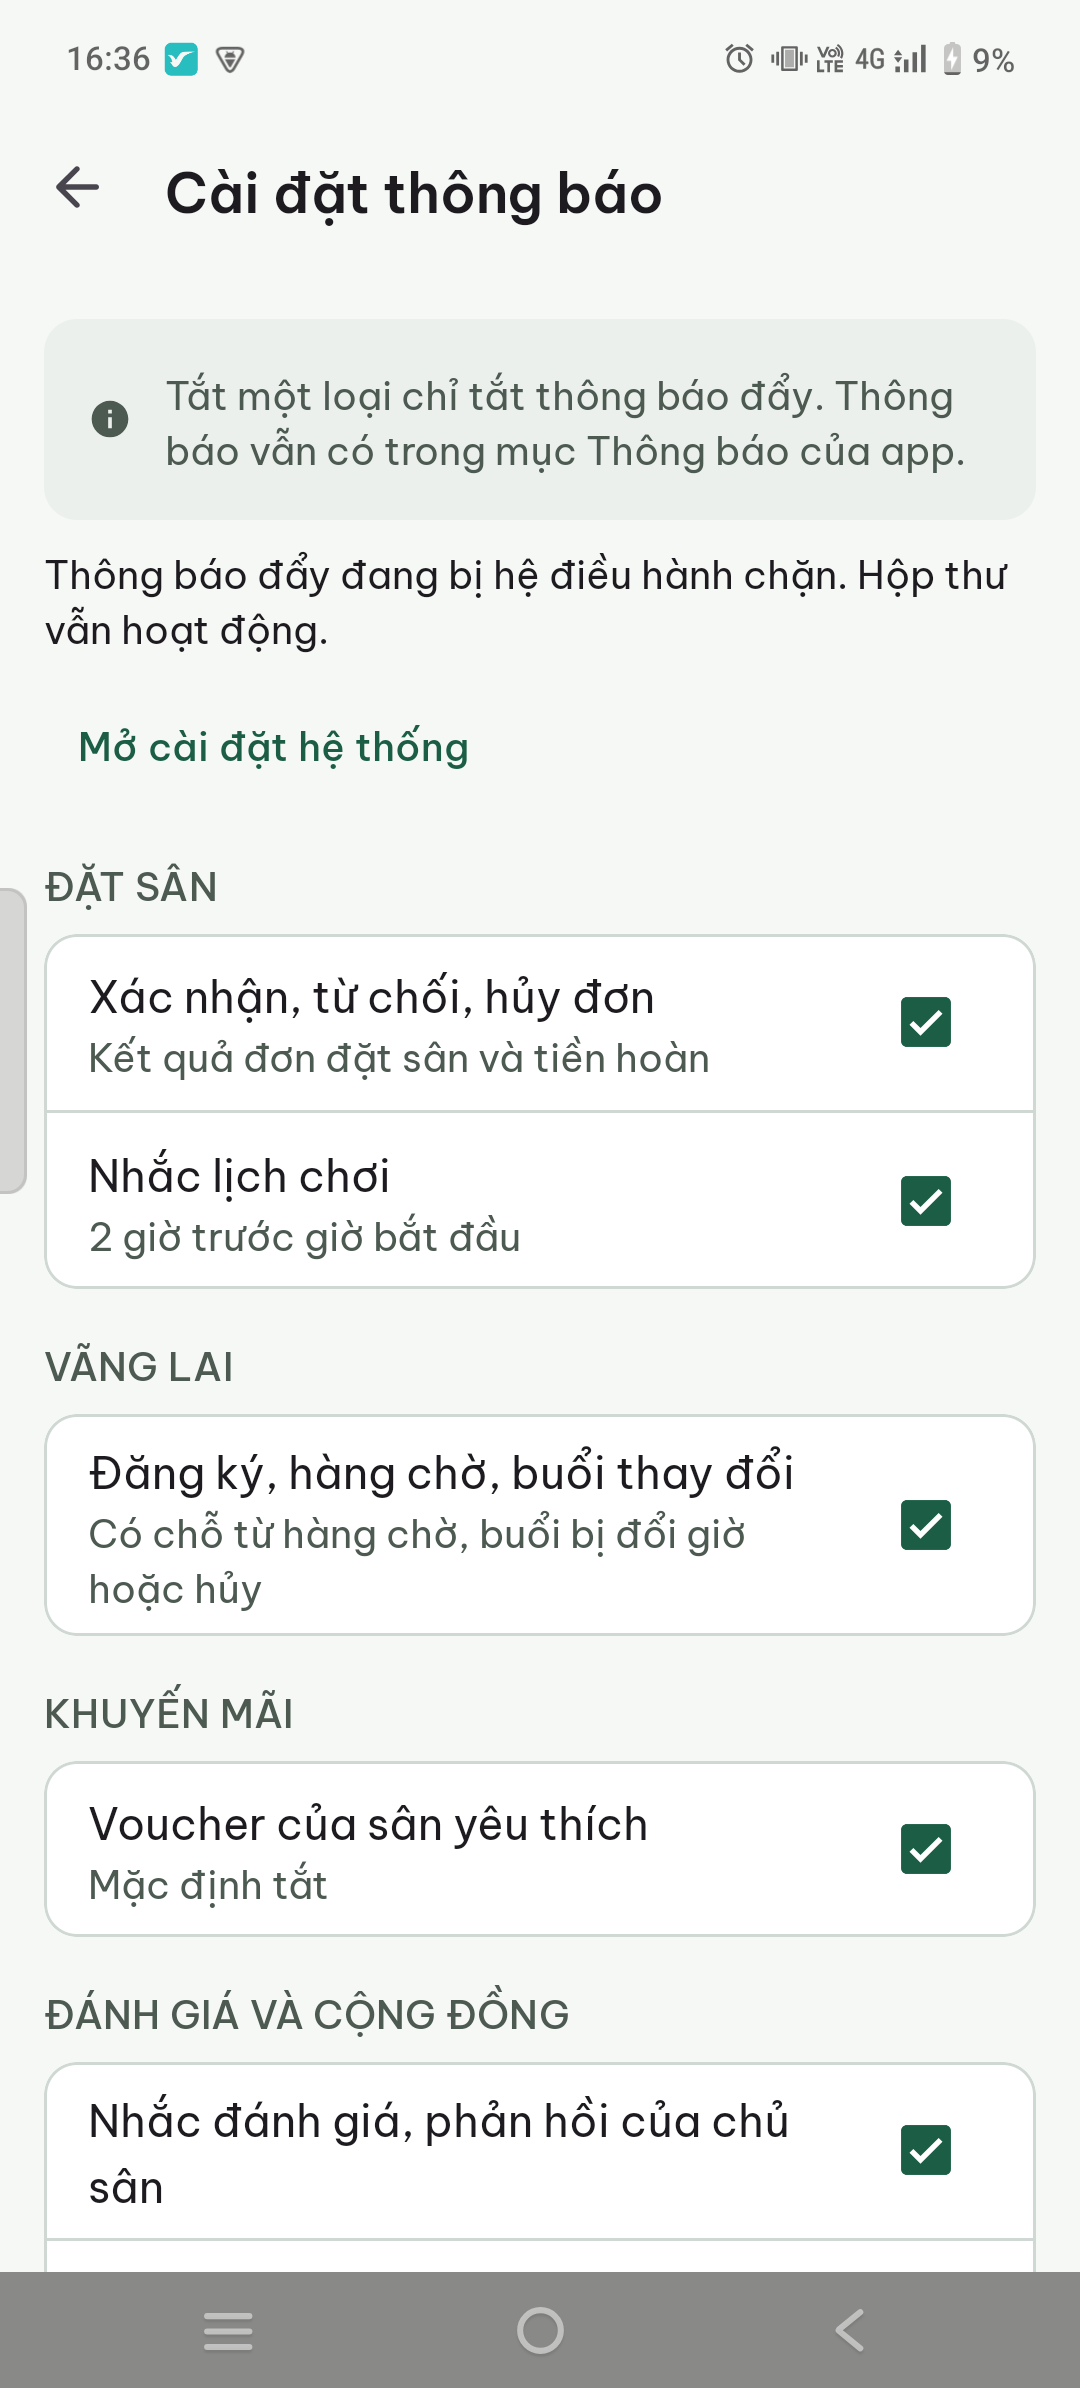 16:36
VoLTE 4G 9%
Cài đặt thông báo
Tắt một loại chỉ tắt thông báo đẩy. Thông
báo vẫn có trong mục Thông báo của app.
Thông báo đẩy đang bị hệ điều hành chặn. Hộp thư
vẫn hoạt động.
Mở cài đặt hệ thống
ĐẶT SÂN
Xác nhận, từ chối, hủy đơn
Kết quả đơn đặt sân và tiền hoàn
Nhắc lịch chơi
2 giờ trước giờ bắt đầu
VÃNG LAI
Đăng ký, hàng chờ, buổi thay đổi
Có chỗ từ hàng chờ, buổi bị đổi giờ
hoặc hủy
KHUYẾN MÃI
Voucher của sân yêu thích
Mặc định tắt
ĐÁNH GIÁ VÀ CỘNG ĐỒNG
Nhắc đánh giá, phản hồi của chủ
sân